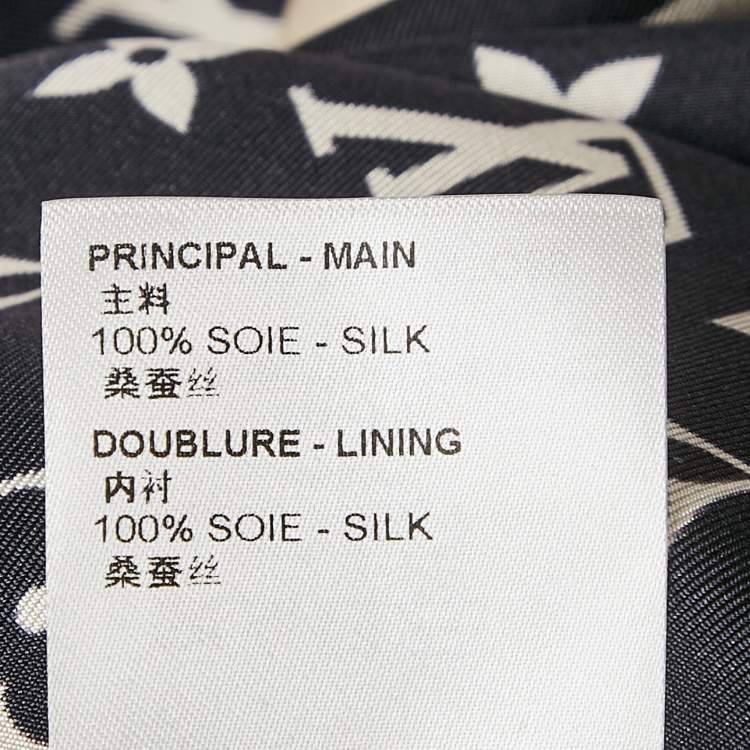 PRINCIPAL - MAIN
主料
100% SOIE - SILK
桑蚕丝
DOUBLURE - LINING
内衬
100% SOIE - SILK
桑蚕丝